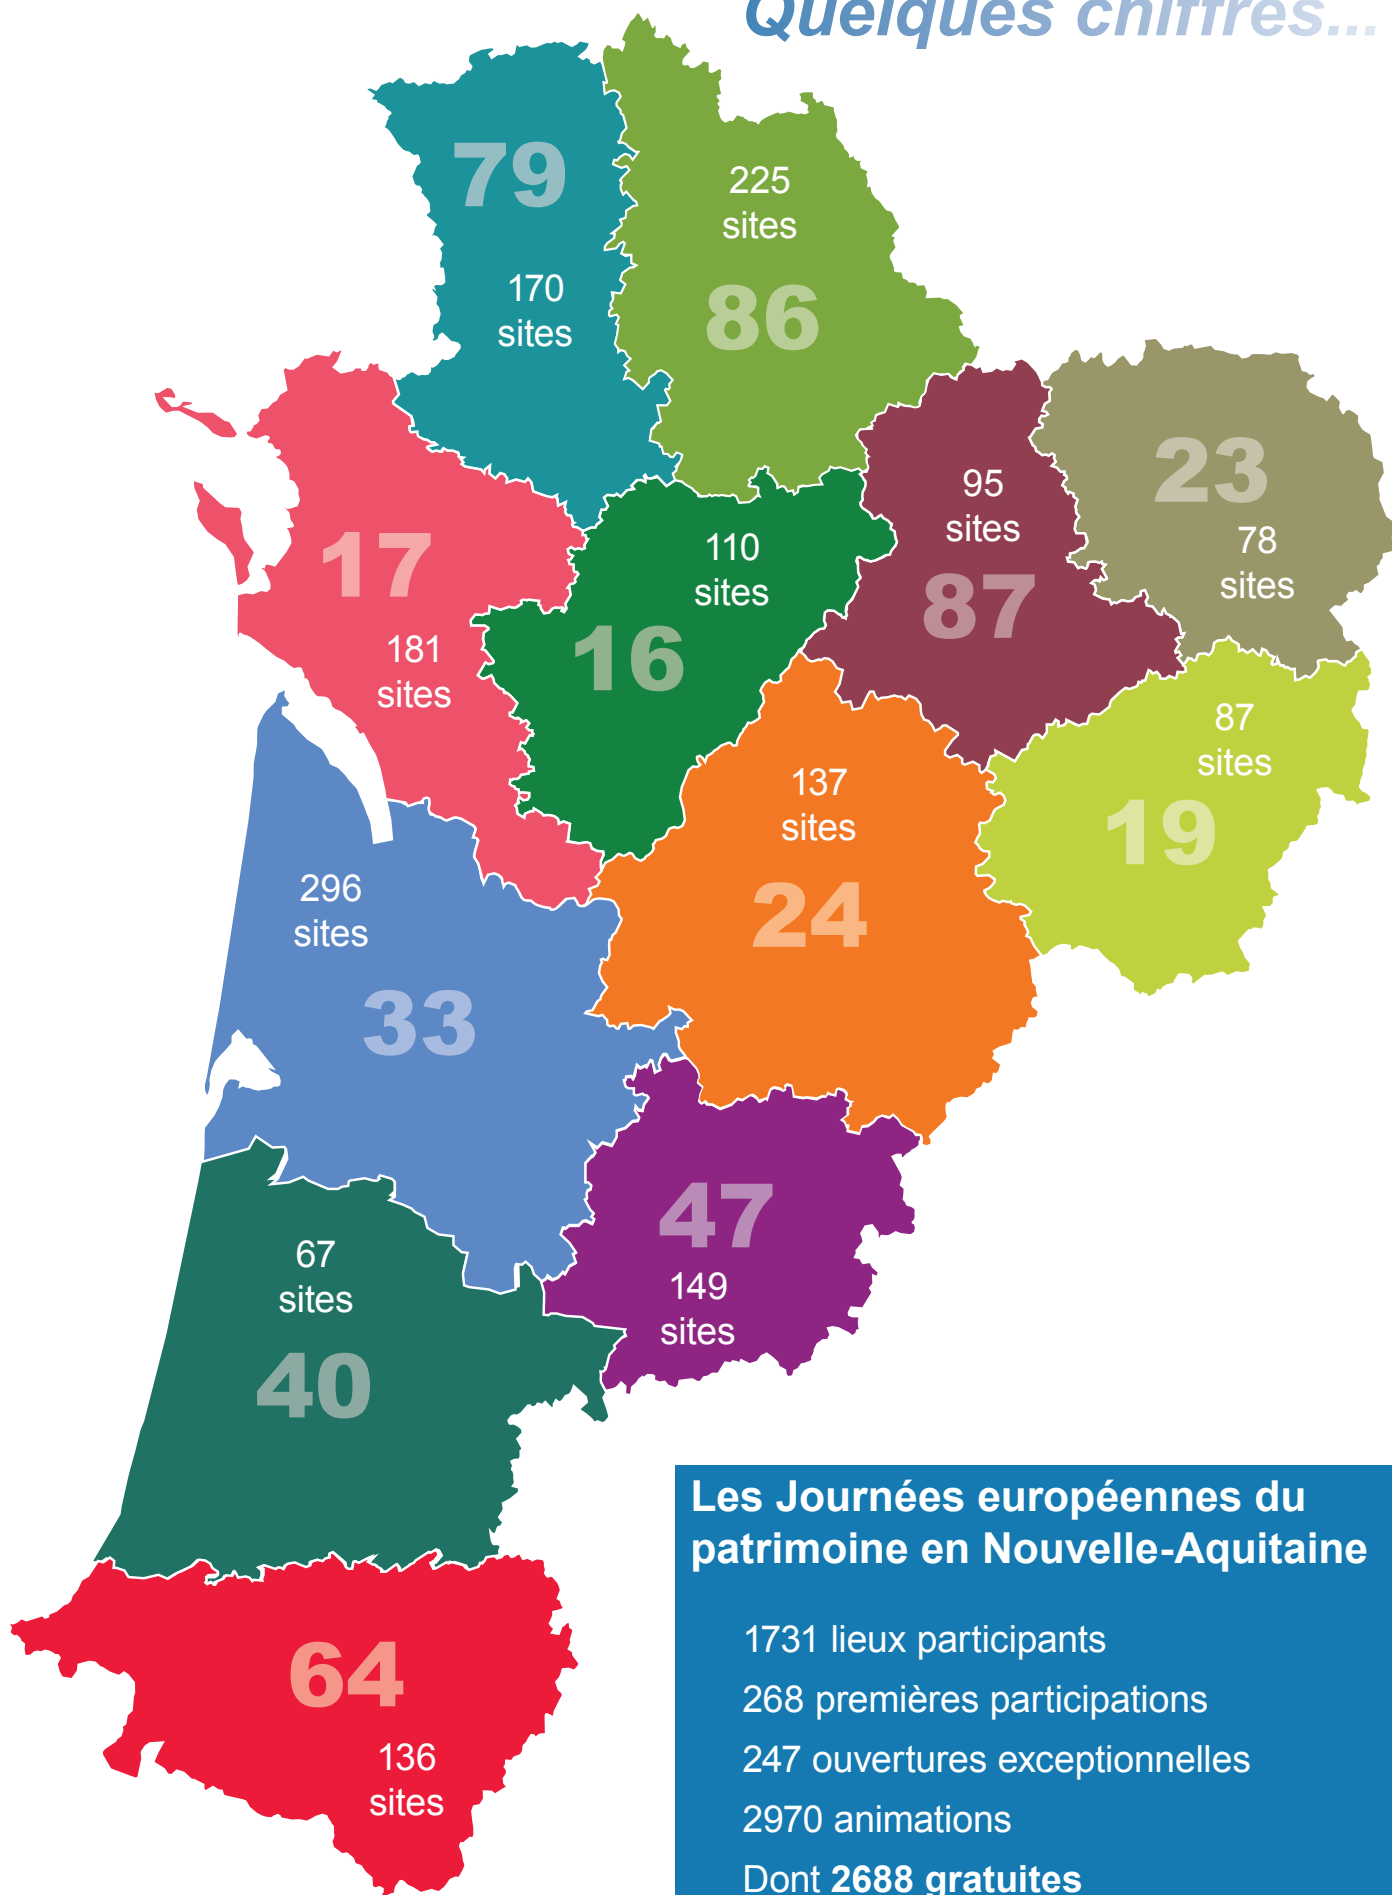 Quelques chiffres...
79
170
sites
225
sites
86
23
78
sites
95
sites
87
17
181
sites
110
sites
16
87
sites
19
137
sites
24
296
sites
33
47
149
sites
67
sites
40
64
136
sites
Les Journées européennes du
patrimoine en Nouvelle-Aquitaine
1731 lieux participants
268 premières participations
247 ouvertures exceptionnelles
2970 animations
Dont 2688 gratuites